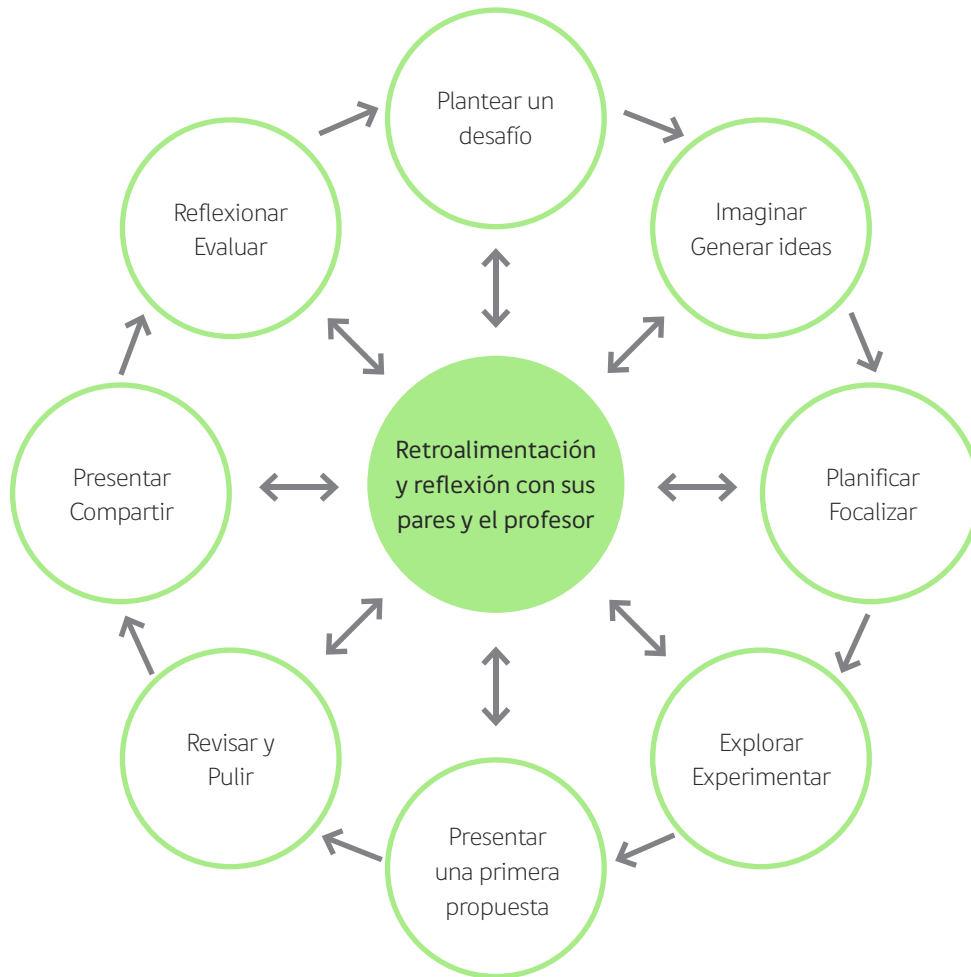 Plantear un
desafío
Imaginar
Generar ideas
Planificar
Focalizar
Explorar
Experimentar
Presentar
una primera
propuesta
Revisar y
Pulir
Presentar
Compartir
Reflexionar
Evaluar
Retroalimentación
y reflexión con sus
pares y el profesor